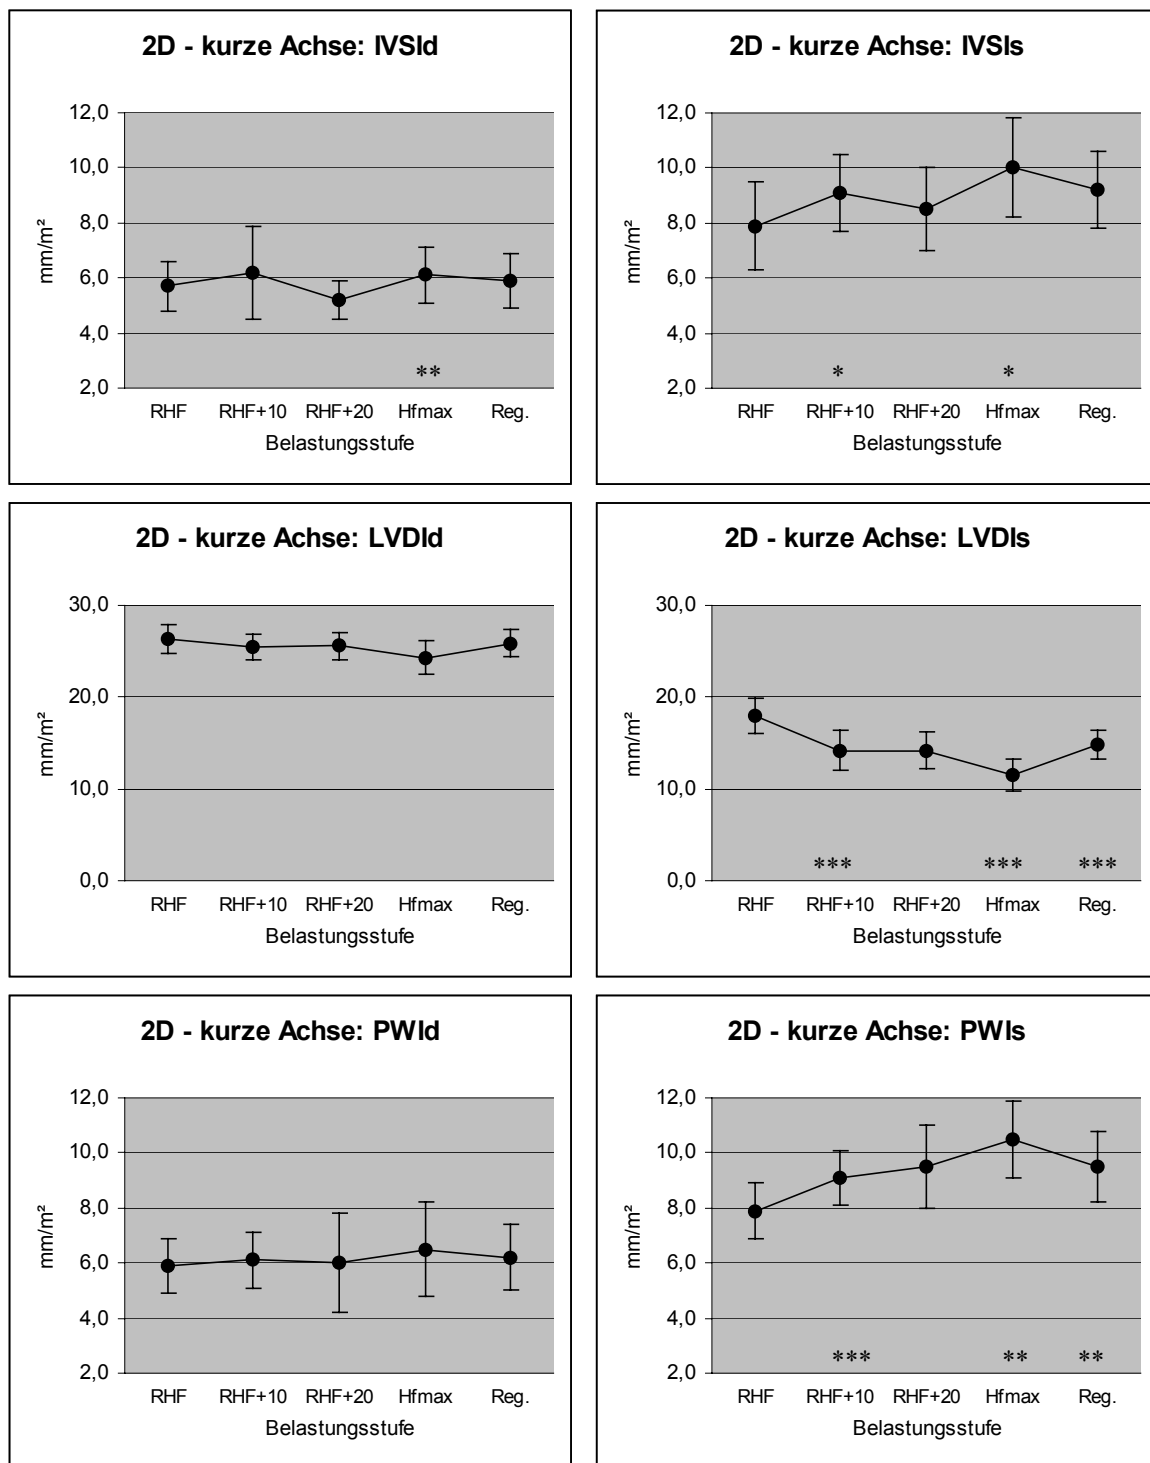 2D - kurze Achse: IVSId
mm/m²
12,0
10,0
8,0
6,0
4,0
2,0
**
RHF RHF+10 RHF+20 Hfmax Reg.
Belastungsstufe
2D - kurze Achse: IVSIs
mm/m²
12,0
10,0
8,0
6,0
4,0
2,0
* *
RHF RHF+10 RHF+20 Hfmax Reg.
Belastungsstufe
2D - kurze Achse: LVDId
mm/m²
30,0
20,0
10,0
0,0
RHF RHF+10 RHF+20 Hfmax Reg.
Belastungsstufe
2D - kurze Achse: LVDIs
mm/m²
30,0
20,0
10,0
0,0
*** *** ***
RHF RHF+10 RHF+20 Hfmax Reg.
Belastungsstufe
2D - kurze Achse: PWId
mm/m²
12,0
10,0
8,0
6,0
4,0
2,0
RHF RHF+10 RHF+20 Hfmax Reg.
Belastungsstufe
2D - kurze Achse: PWIs
mm/m²
12,0
10,0
8,0
6,0
4,0
2,0
*** ** **
RHF RHF+10 RHF+20 Hfmax Reg.
Belastungsstufe